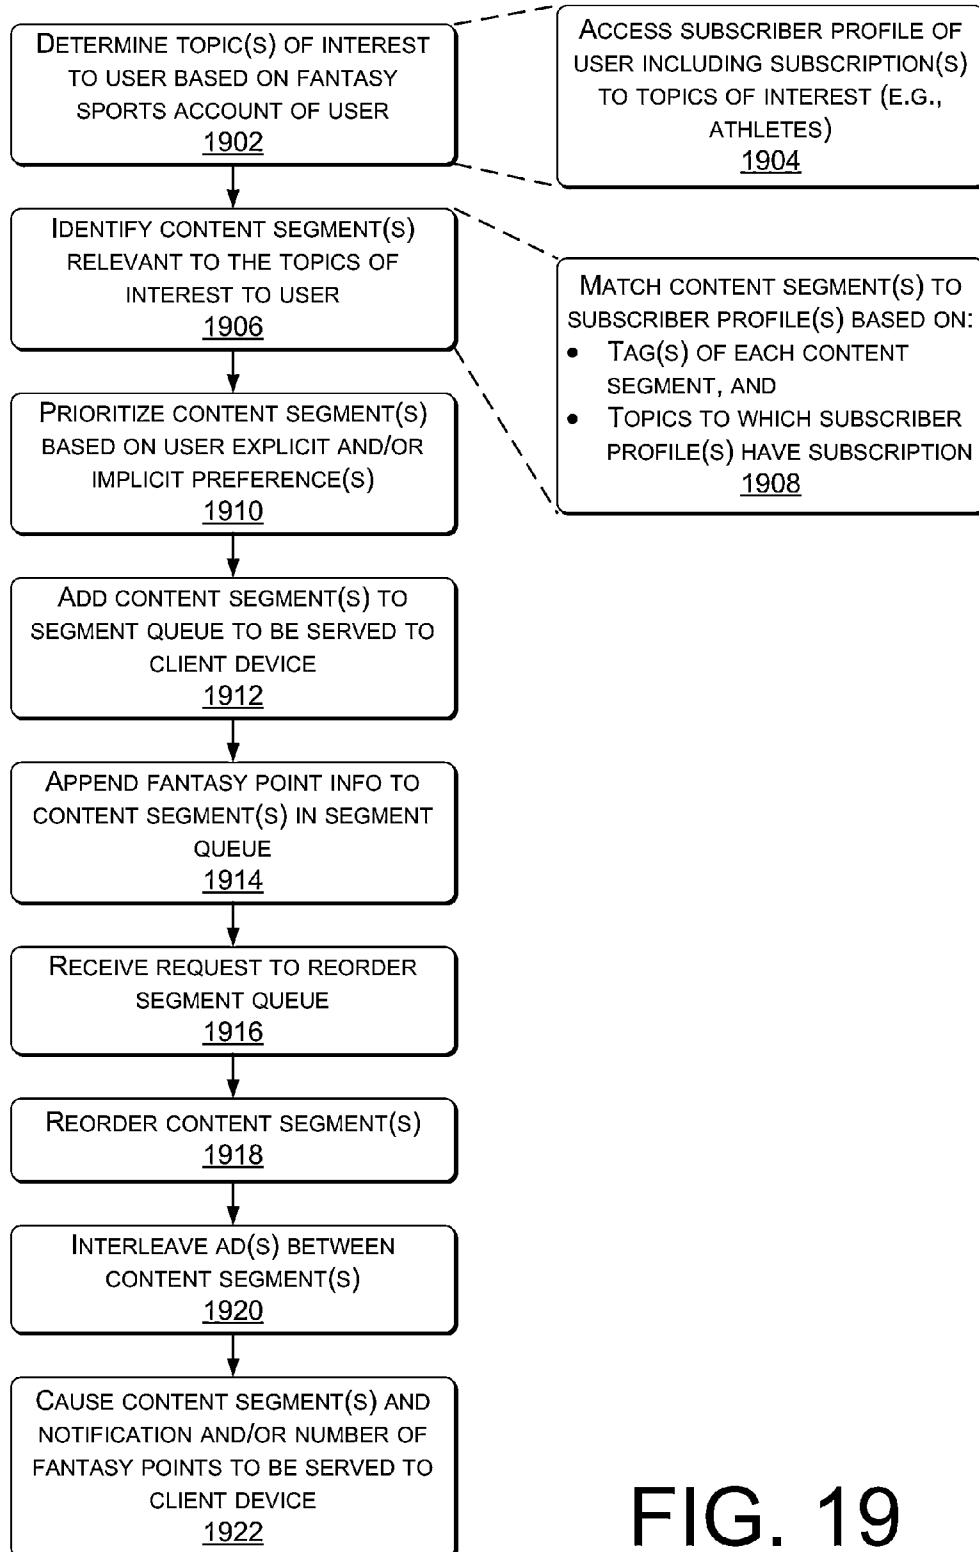 DETERMINE TOPIC(S) OF INTEREST
TO USER BASED ON FANTASY
SPORTS ACCOUNT OF USER
1902
ACCESS SUBSCRIBER PROFILE OF
USER INCLUDING SUBSCRIPTION(S)
TO TOPICS OF INTEREST (E.G.,
ATHLETES)
1904
IDENTIFY CONTENT SEGMENT(S)
RELEVANT TO THE TOPICS OF
INTEREST TO USER
1906
MATCH CONTENT SEGMENT(S) TO
SUBSCRIBER PROFILE(S) BASED ON:
• TAG(S) OF EACH CONTENT
SEGMENT, AND
• TOPICS TO WHICH SUBSCRIBER
PROFILE(S) HAVE SUBSCRIPTION
1908
PRIORITIZE CONTENT SEGMENT(S)
BASED ON USER EXPLICIT AND/OR
IMPLICIT PREFERENCE(S)
1910
ADD CONTENT SEGMENT(S) TO
SEGMENT QUEUE TO BE SERVED TO
CLIENT DEVICE
1912
APPEND FANTASY POINT INFO TO
CONTENT SEGMENT(S) IN SEGMENT
QUEUE
1914
RECEIVE REQUEST TO REORDER
SEGMENT QUEUE
1916
REORDER CONTENT SEGMENT(S)
1918
INTERLEAVE AD(S) BETWEEN
CONTENT SEGMENT(S)
1920
CAUSE CONTENT SEGMENT(S) AND
NOTIFICATION AND/OR NUMBER OF
FANTASY POINTS TO BE SERVED TO
CLIENT DEVICE
1922
FIG. 19